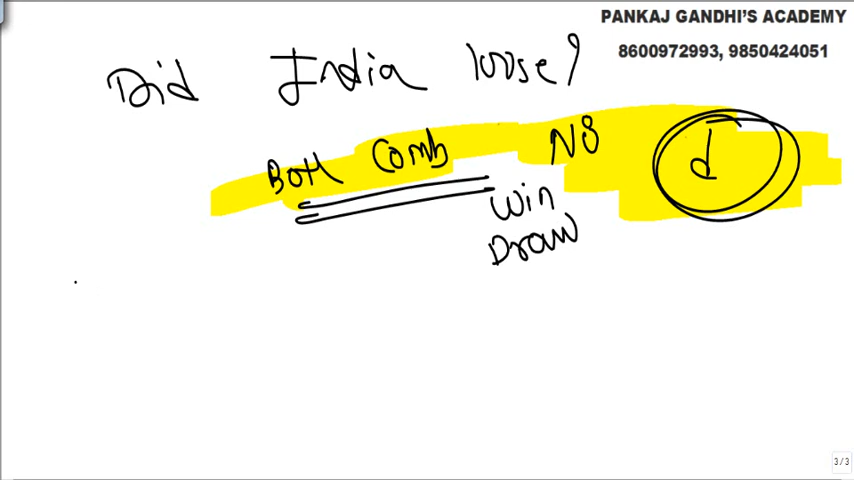 PANKAJ GANDHI'S ACADEMY
8600972993, 9850424051
Did India loose?
Both Comb NS d
Win
Draw
3/3